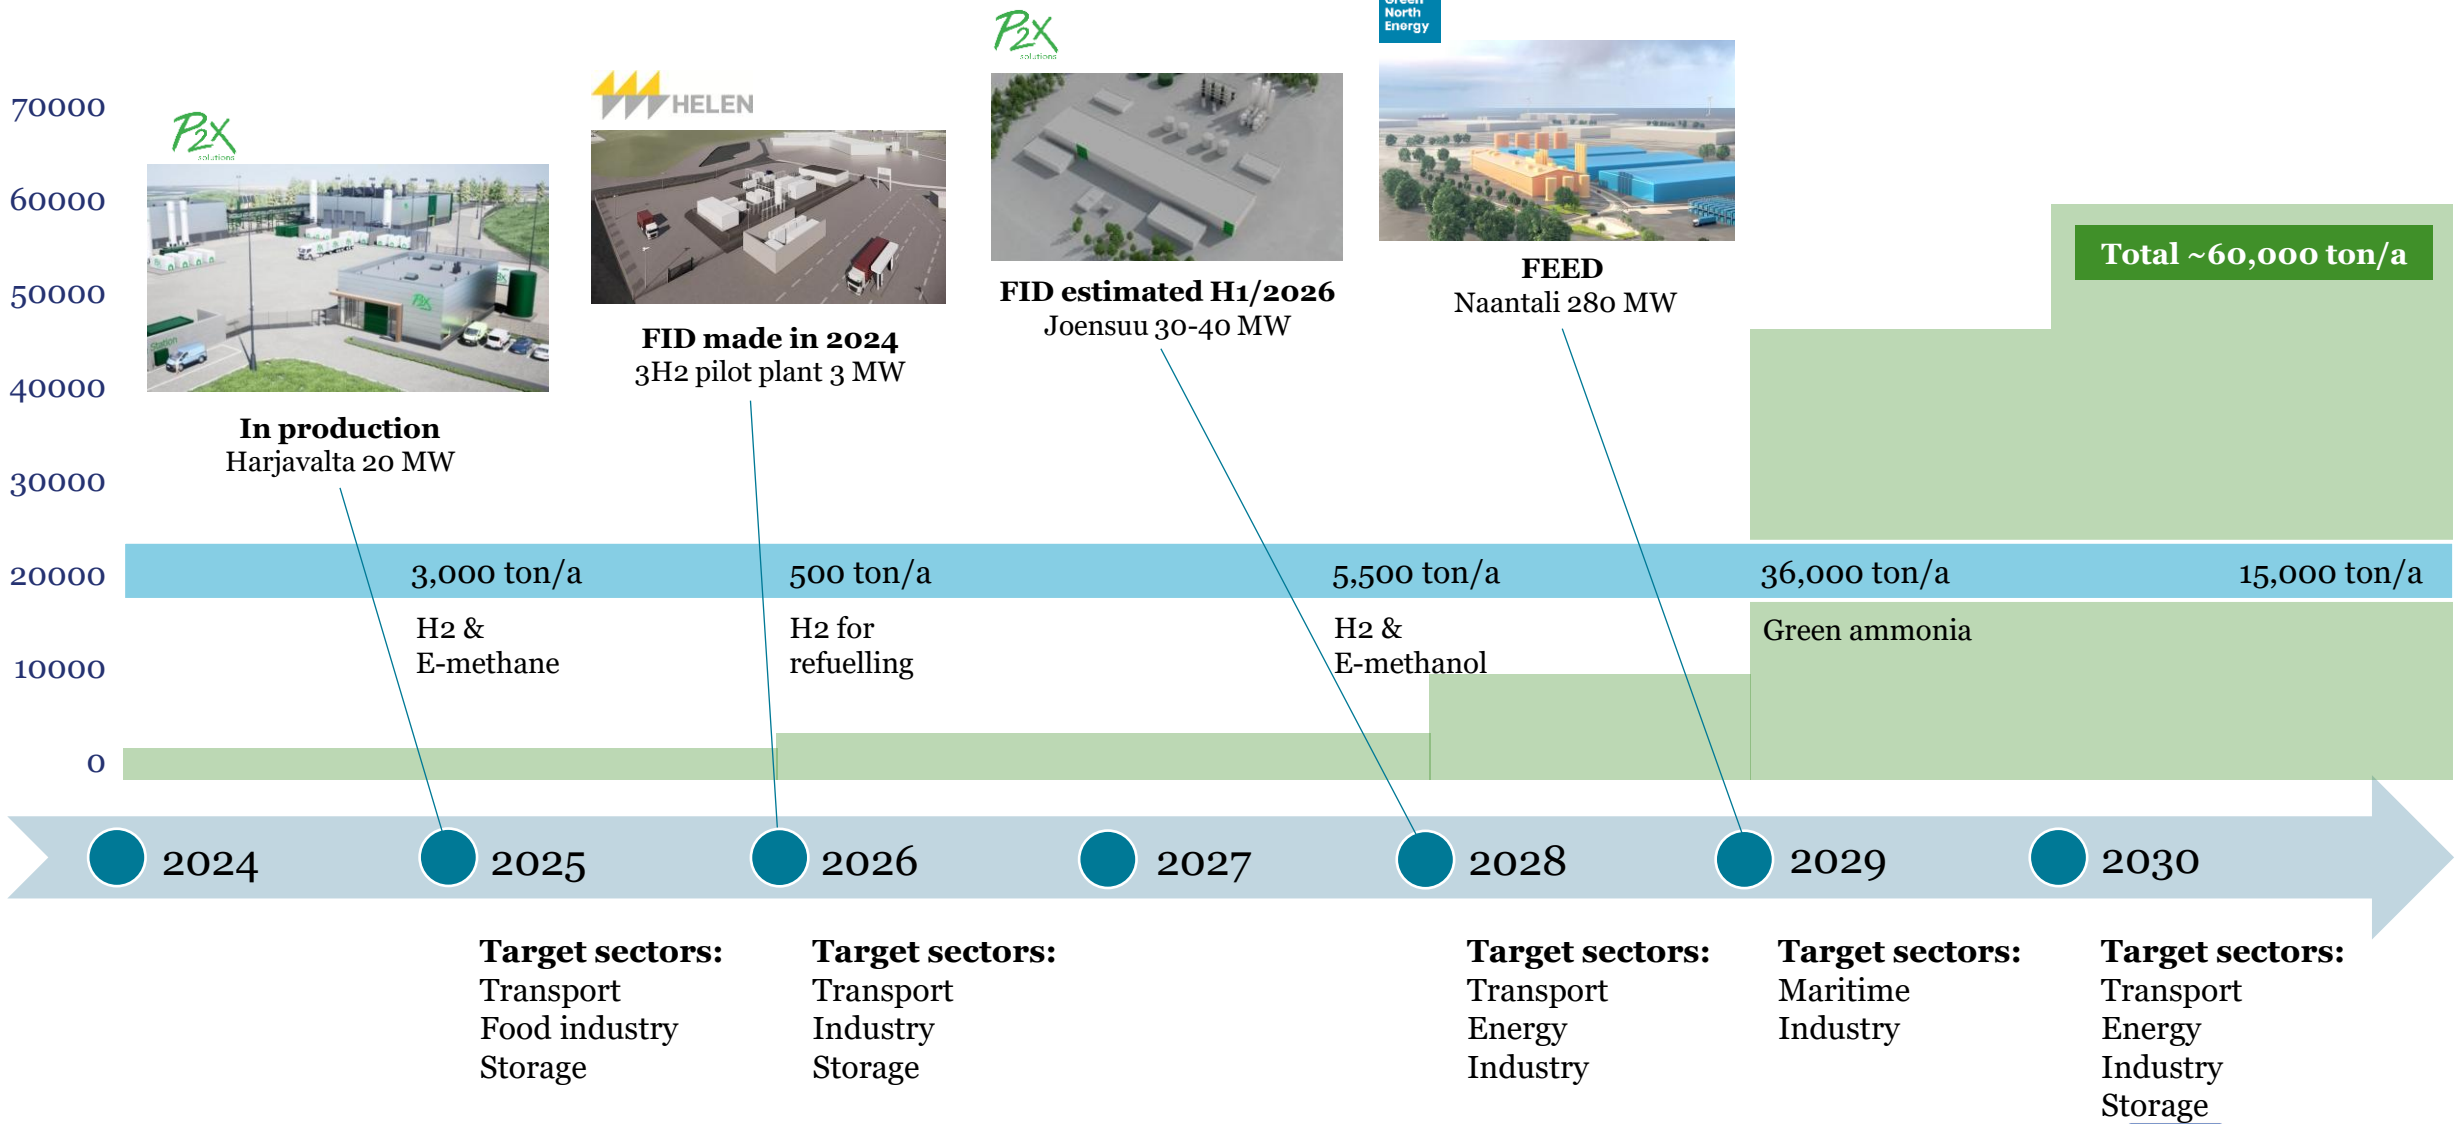 P2X
solutions
HELEN
P2X
solutions
Green
North
Energy
70000
60000
50000
40000
30000
20000
10000
0
In production
Harjavalta 20 MW
FID made in 2024
3H2 pilot plant 3 MW
FID estimated H1/2026
Joensuu 30-40 MW
FEED
Naantali 280 MW
Total ~60,000 ton/a
3,000 ton/a
500 ton/a
5,500 ton/a
36,000 ton/a
15,000 ton/a
H2 &
E-methane
H2 for
refuelling
H2 &
E-methanol
Green ammonia
2024
2025
2026
2027
2028
2029
2030
Target sectors:
Transport
Food industry
Storage
Target sectors:
Transport
Industry
Storage
Target sectors:
Transport
Energy
Industry
Target sectors:
Maritime
Industry
Target sectors:
Transport
Energy
Industry
Storage